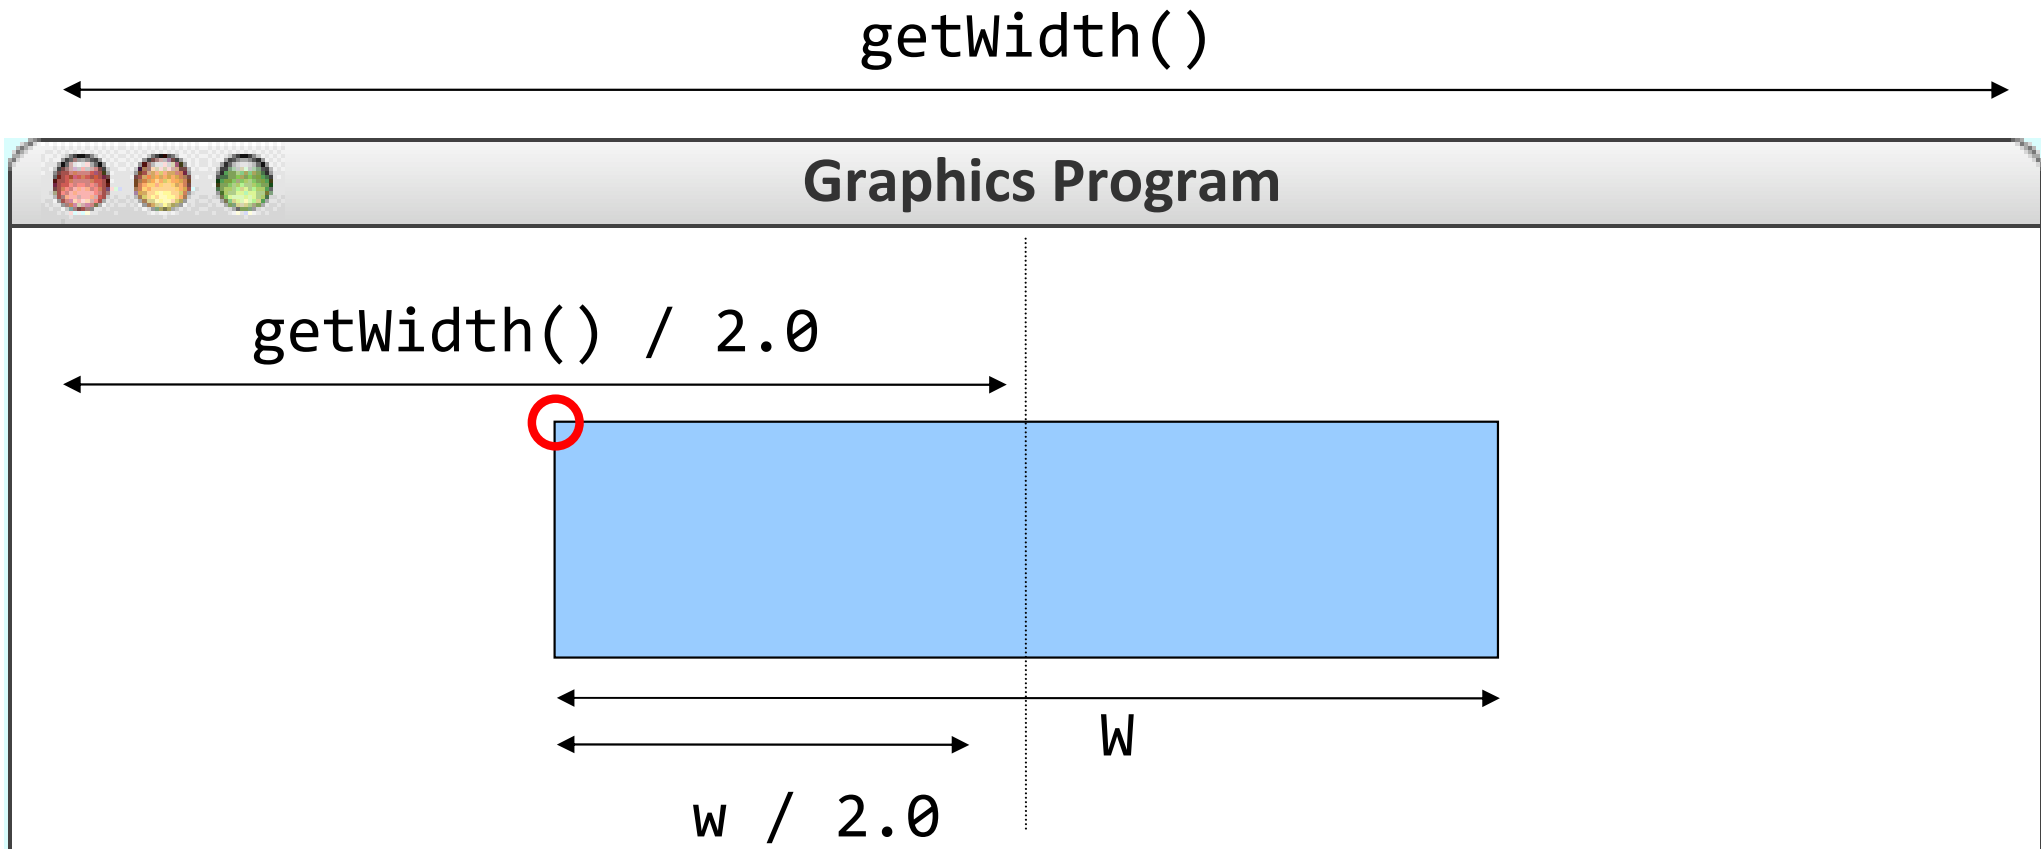 getWidth()
Graphics Program
getWidth() / 2.0
W
w / 2.0